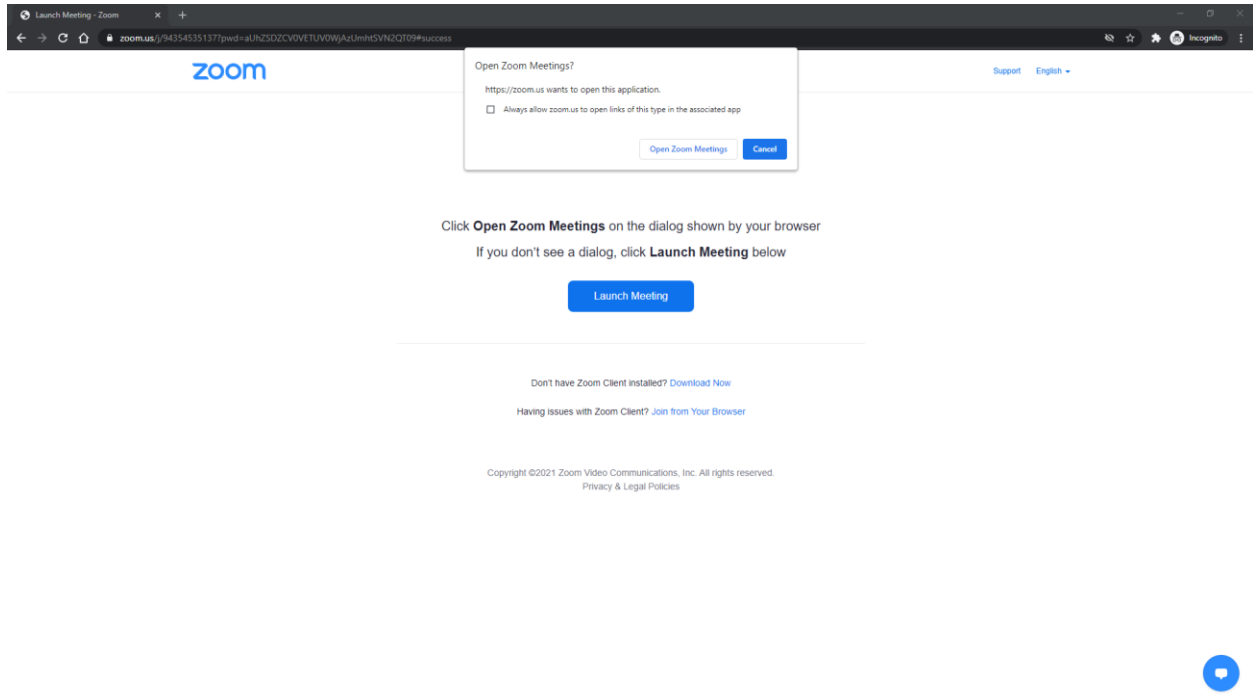 Launch Meeting - Zoom
zoom.us/j/94354535137?pwd=aUhZSDZCV0VETUV0WjAzUmhtSVN2QT09#success
Incognito
zoom
Support English
Open Zoom Meetings?
https://zoom.us wants to open this application.
Always allow zoom.us to open links of this type in the associated app
Open Zoom Meetings Cancel
Click Open Zoom Meetings on the dialog shown by your browser
If you don't see a dialog, click Launch Meeting below
Launch Meeting
Don't have Zoom Client installed? Download Now
Having issues with Zoom Client? Join from Your Browser
Copyright ©2021 Zoom Video Communications, Inc. All rights reserved.
Privacy & Legal Policies